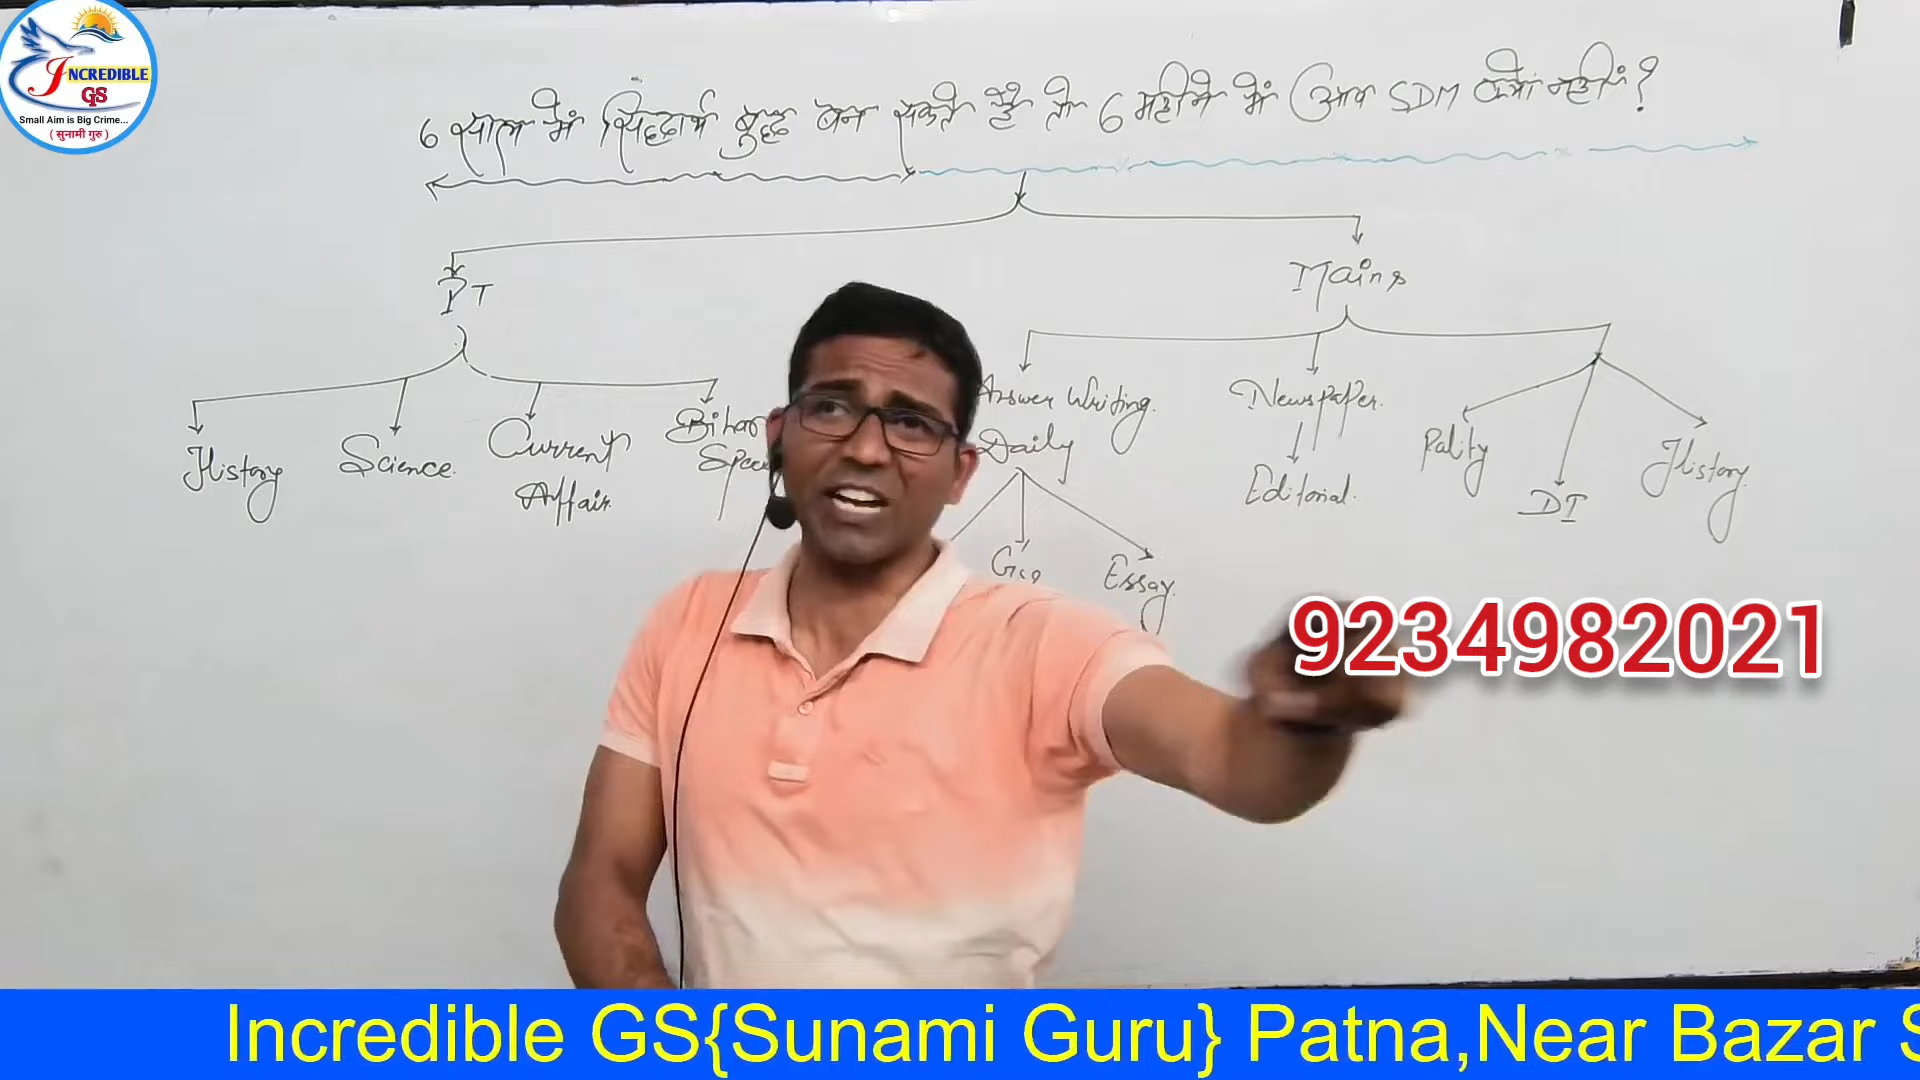 INCREDIBLE
GS
Small Aim is Big Crime...
( सुनामी गुरु )
6 साल में सिद्धार्थ बुद्ध बन सकते हैं तो 6 महीने में आप SDM क्यों नहीं?
PT
Mains
History
Science.
Current
Affair.
Bihar
Answer Writing.
Daily
Geo
Essay.
Newspaper.
Editorial.
Polity
DI
History.
9234982021
Incredible GS{Sunami Guru} Patna,Near Bazar S